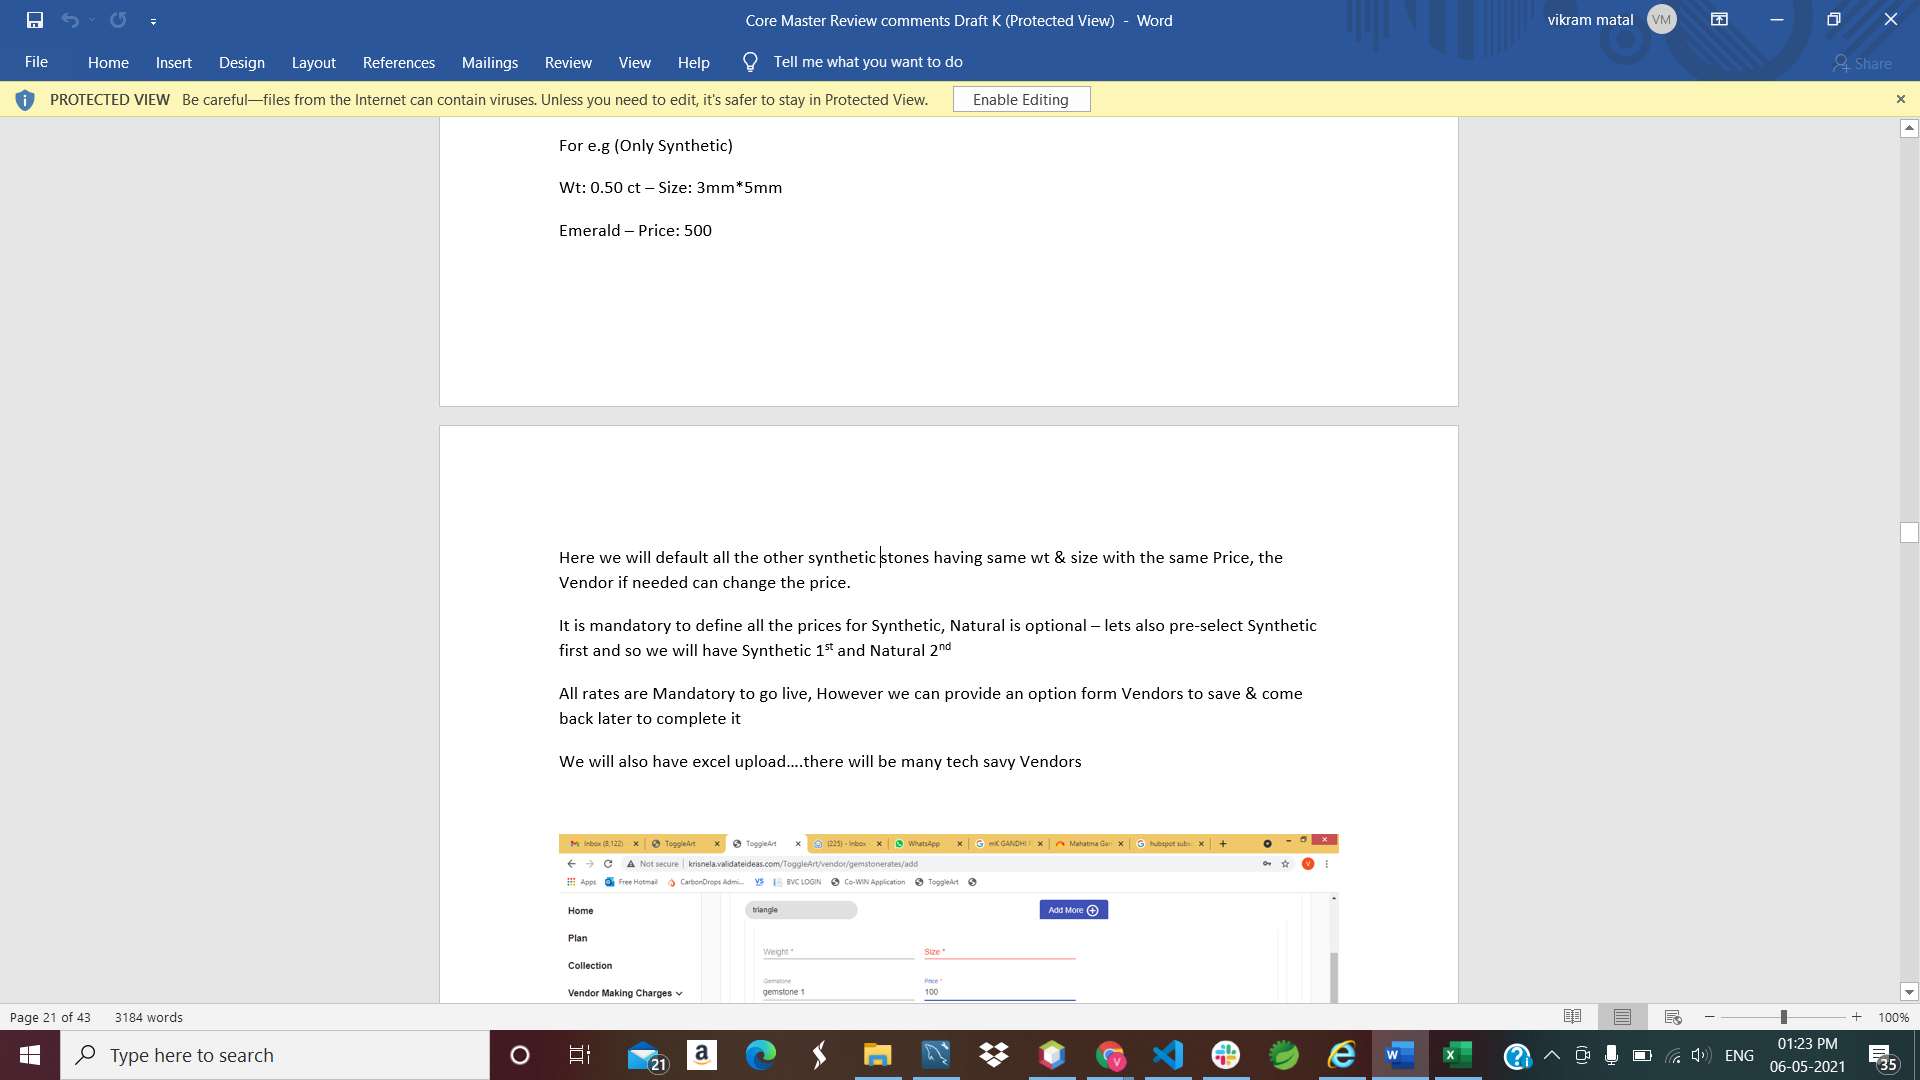 Core Master Review comments Draft K (Protected View) - Word
vikram matal
VM
File
Home
Insert
Design
Layout
References
Mailings
Review
View
Help
Tell me what you want to do
Share
PROTECTED VIEW Be careful—files from the Internet can contain viruses. Unless you need to edit, it's safer to stay in Protected View.
Enable Editing
For e.g (Only Synthetic)
Wt: 0.50 ct – Size: 3mm*5mm
Emerald – Price: 500
Here we will default all the other synthetic stones having same wt & size with the same Price, the
Vendor if needed can change the price.
It is mandatory to define all the prices for Synthetic, Natural is optional – lets also pre-select Synthetic
first and so we will have Synthetic 1st and Natural 2nd
All rates are Mandatory to go live, However we can provide an option form Vendors to save & come
back later to complete it
We will also have excel upload....there will be many tech savy Vendors
Inbox (8,122)
ToggleArt
ToggleArt
(225) - Inbox
WhatsApp
mK GANDHI
Mahatma Ga
hubspot subs
Not secure | krisnela.validateideas.com/ToggleArt/vendor/gemstonerates/add
Apps
Free Hotmail
CarbonDrops Admi...
BVC LOGIN
Co-WIN Application
ToggleArt
Home
Plan
Collection
Vendor Making Charges
triangle
Add More
Weight *
Size *
Gemstone
gemstone 1
Price *
100
Page 21 of 43
3184 words
100%
Type here to search
21
ENG
01:23 PM
06-05-2021
35